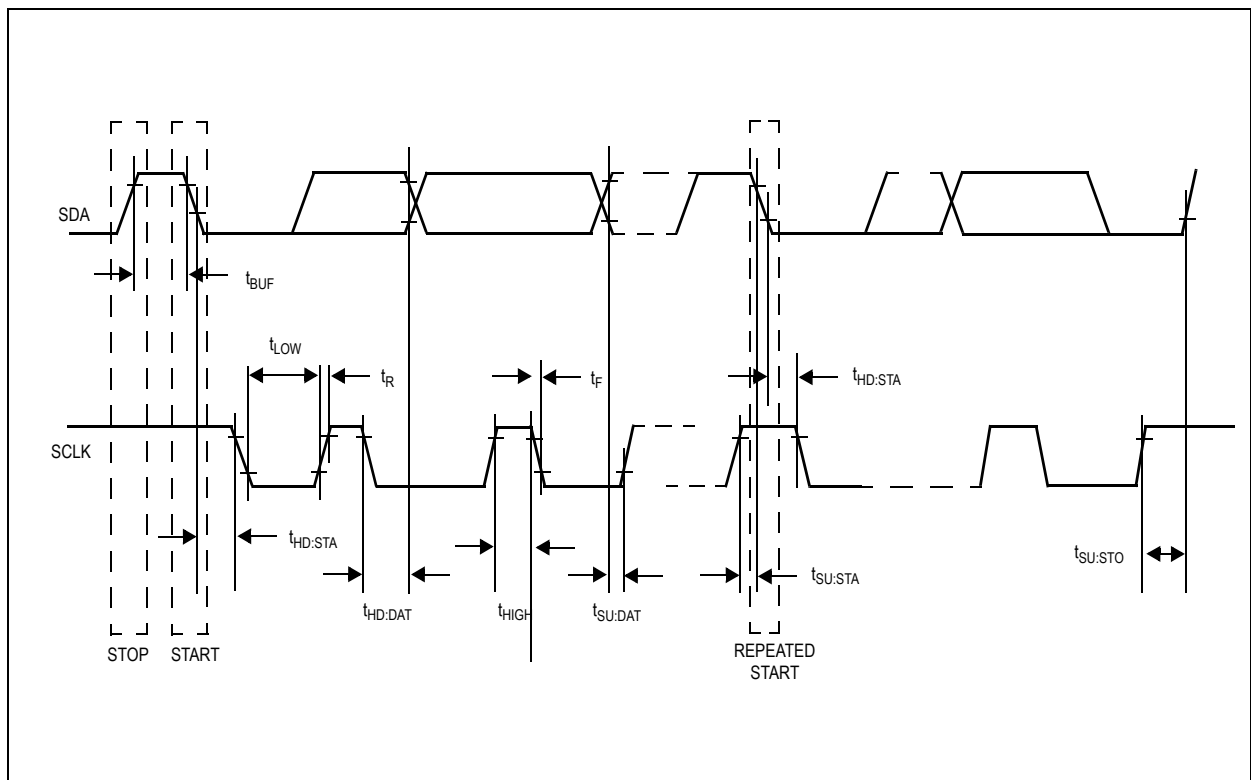 SDA
tBUF
tLOW
tR
tF
tHD:STA
SCLK
tHD:STA
tHD:DAT
tHIGH
tSU:DAT
tSU:STA
tSU:STO
STOP
START
REPEATED
START